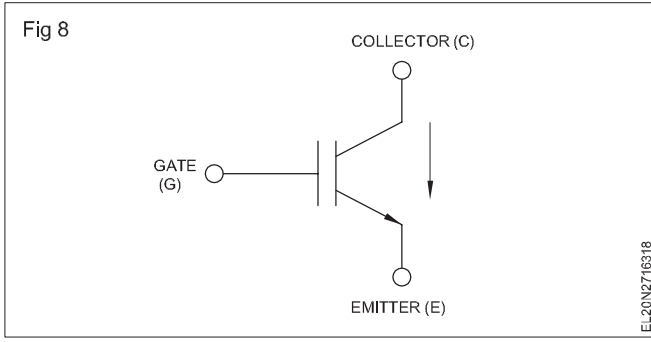 Fig 8
COLLECTOR (C)
GATE
(G)
EMITTER (E)
EL20N2716318